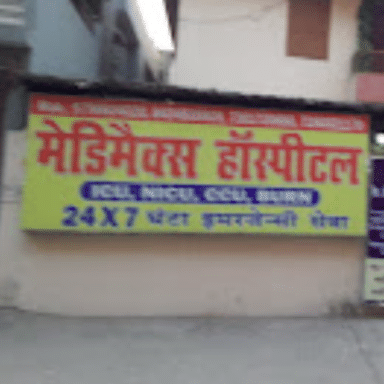 मेडिमैक्स हॉस्पीटल
ICU, NICU, CCU, BURN
24X7 घंटा इमरजेन्सी सेवा